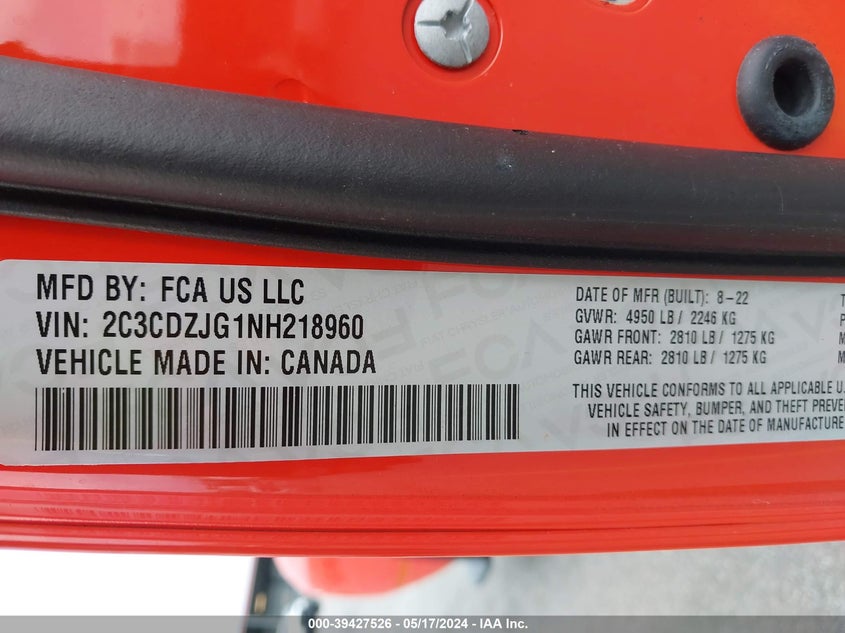 MFD BY: FCA US LLC
VIN: 2C3CDZJG1NH218960
VEHICLE MADE IN: CANADA
DATE OF MFR (BUILT): 8-22
GVWR: 4950 LB / 2246 KG
GAWR FRONT: 2810 LB / 1275 KG
GAWR REAR: 2810 LB / 1275 KG
THIS VEHICLE CONFORMS TO ALL APPLICABLE U.
VEHICLE SAFETY, BUMPER, AND THEFT PREVE
IN EFFECT ON THE DATE OF MANUFACTURE
000-39427526 - 05/17/2024 - IAA Inc.